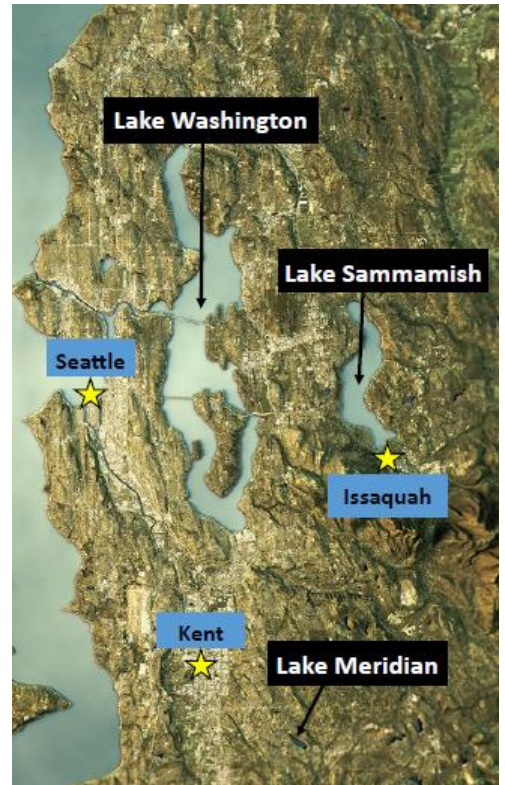 Lake Washington
Lake Sammamish
Seattle
Issaquah
Kent
Lake Meridian